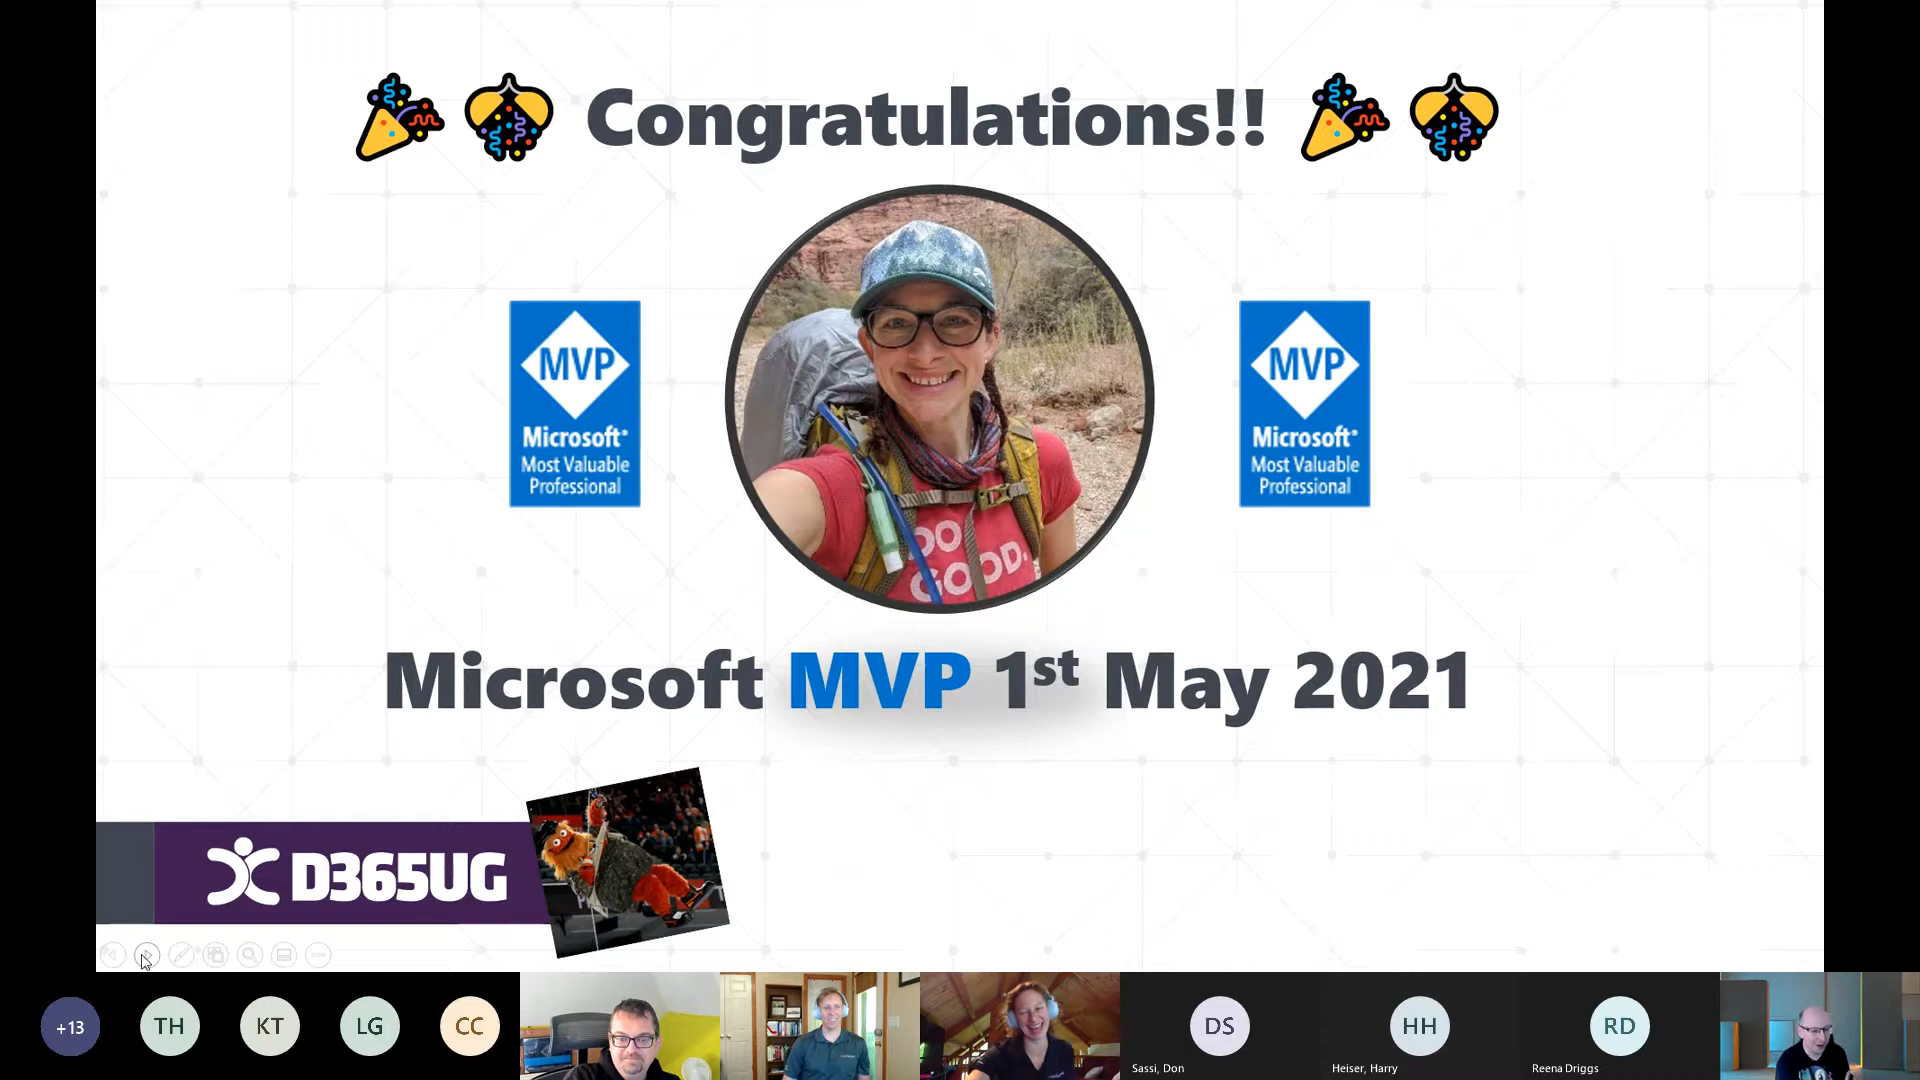 Congratulations!!
MVP
Microsoft
Most Valuable
Professional
DO
GOOD.
MVP
Microsoft
Most Valuable
Professional
Microsoft MVP 1st May 2021
D365UG
+13
TH
KT
LG
CC
DS
Sassi, Don
HH
Heiser, Harry
RD
Reena Driggs